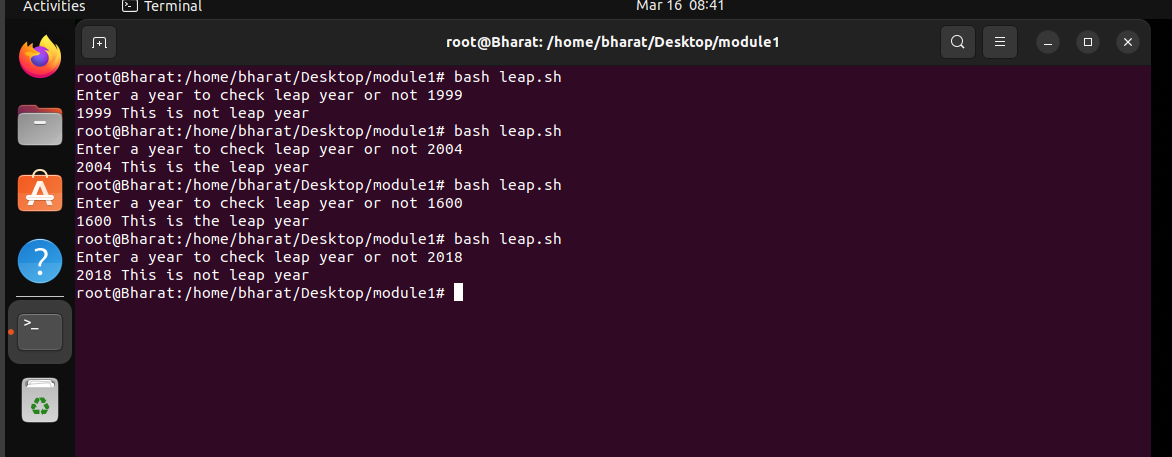 Activities Terminal Mar 16 08:41
root@Bharat: /home/bharat/Desktop/module1
root@Bharat:/home/bharat/Desktop/module1# bash leap.sh
Enter a year to check leap year or not 1999
1999 This is not leap year
root@Bharat:/home/bharat/Desktop/module1# bash leap.sh
Enter a year to check leap year or not 2004
2004 This is the leap year
root@Bharat:/home/bharat/Desktop/module1# bash leap.sh
Enter a year to check leap year or not 1600
1600 This is the leap year
root@Bharat:/home/bharat/Desktop/module1# bash leap.sh
Enter a year to check leap year or not 2018
2018 This is not leap year
root@Bharat:/home/bharat/Desktop/module1#